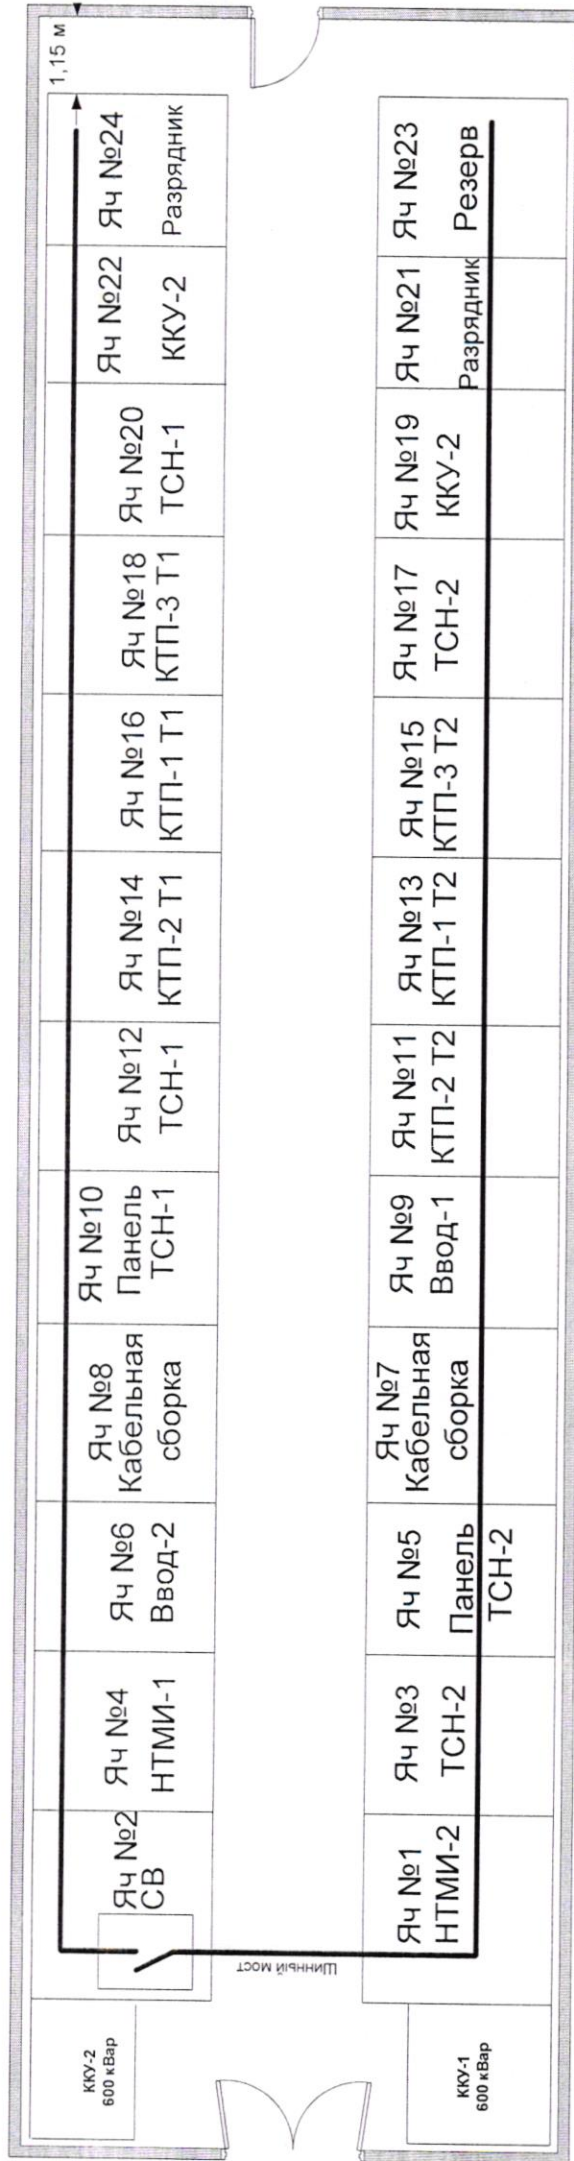 1,15 м
Яч №24
Разрядник
Яч №22
ККУ-2
Яч №20
ТСН-1
Яч №18
КТП-3 Т1
Яч №16
КТП-1 Т1
Яч №14
КТП-2 Т1
Яч №12
ТСН-1
Яч №10
Панель
ТСН-1
Яч №8
Кабельная
сборка
Яч №6
Ввод-2
Яч №4
НТМИ-1
Яч №2
СВ
Яч №23
Резерв
Яч №21
Разрядник
Яч №19
ККУ-2
Яч №17
ТСН-2
Яч №15
КТП-3 Т2
Яч №13
КТП-1 Т2
Яч №11
КТП-2 Т2
Яч №9
Ввод-1
Яч №7
Кабельная
сборка
Яч №5
Панель
ТСН-2
Яч №3
ТСН-2
Яч №1
НТМИ-2
Шинный мост
ККУ-2
600 кВар
ККУ-1
600 кВар